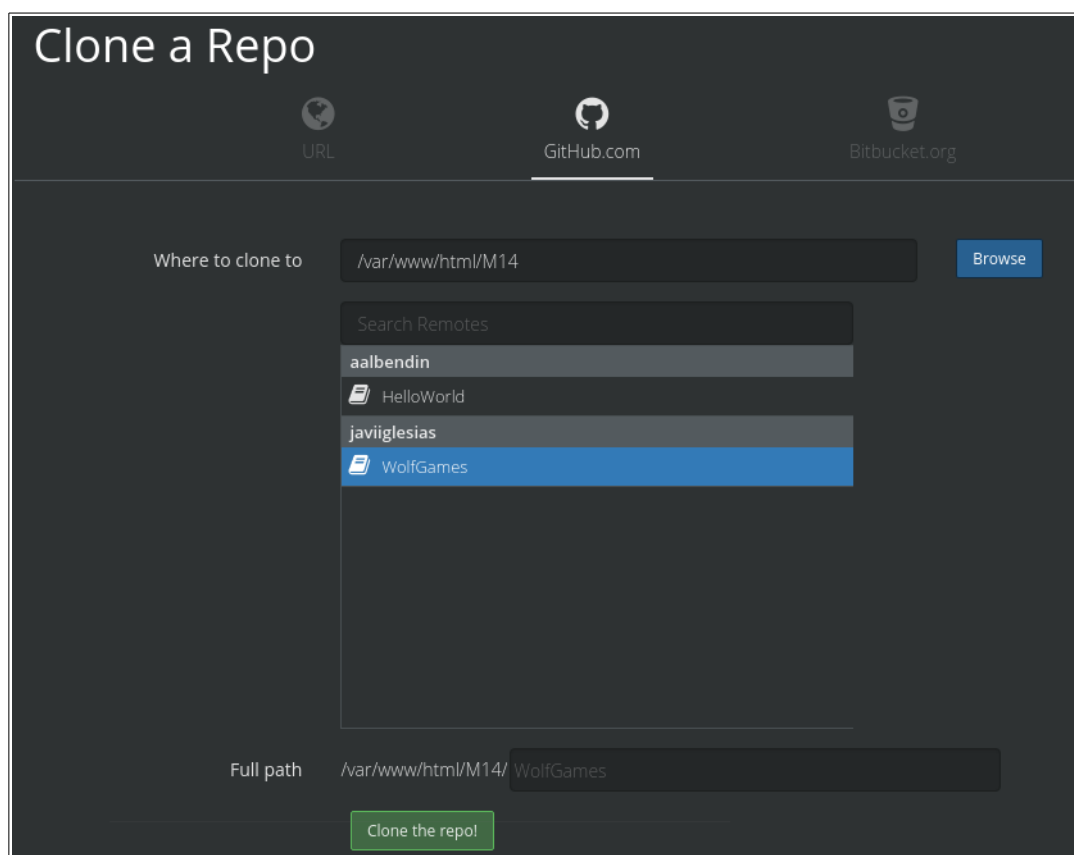 Clone a Repo
URL
GitHub.com
Bitbucket.org
Where to clone to /var/www/html/M14 Browse
Search Remotes
aalbendin
HelloWorld
javiiglesias
WolfGames
Full path /var/www/html/M14/ WolfGames
Clone the repo!